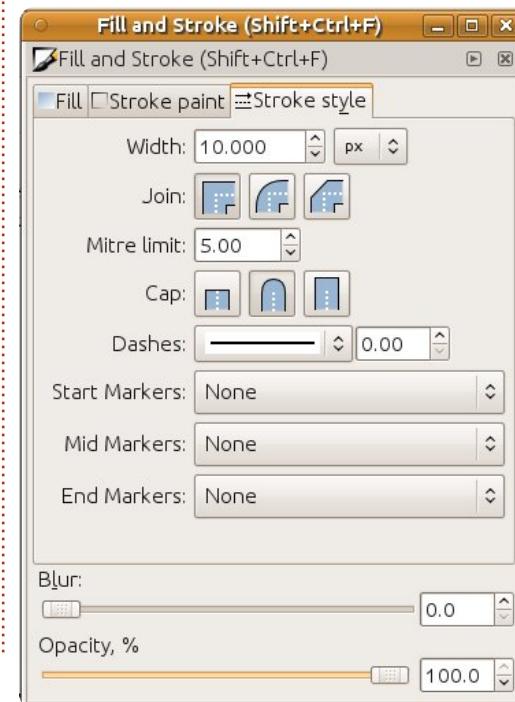 Fill and Stroke (Shift+Ctrl+F)
Fill and Stroke (Shift+Ctrl+F)
Fill Stroke paint Stroke style
Width: 10.000 px
Join:
Mitre limit: 5.00
Cap:
Dashes: 0.00
Start Markers: None
Mid Markers: None
End Markers: None
Blur:
0.0
Opacity, %
100.0